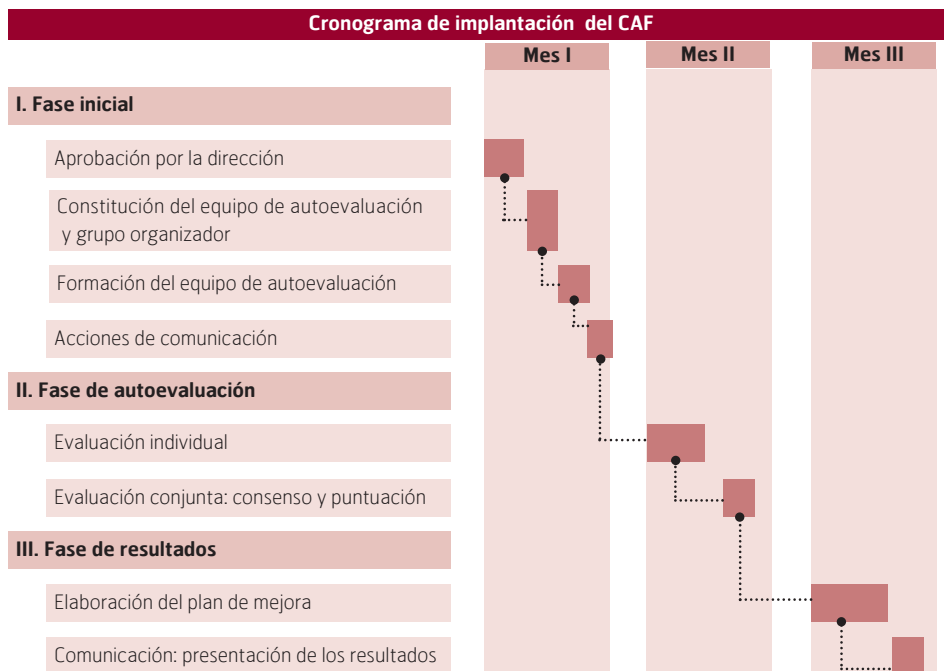 Cronograma de implantación del CAF
Mes I Mes II Mes III
I. Fase inicial
Aprobación por la dirección
Constitución del equipo de autoevaluación
y grupo organizador
Formación del equipo de autoevaluación
Acciones de comunicación
II. Fase de autoevaluación
Evaluación individual
Evaluación conjunta: consenso y puntuación
III. Fase de resultados
Elaboración del plan de mejora
Comunicación: presentación de los resultados